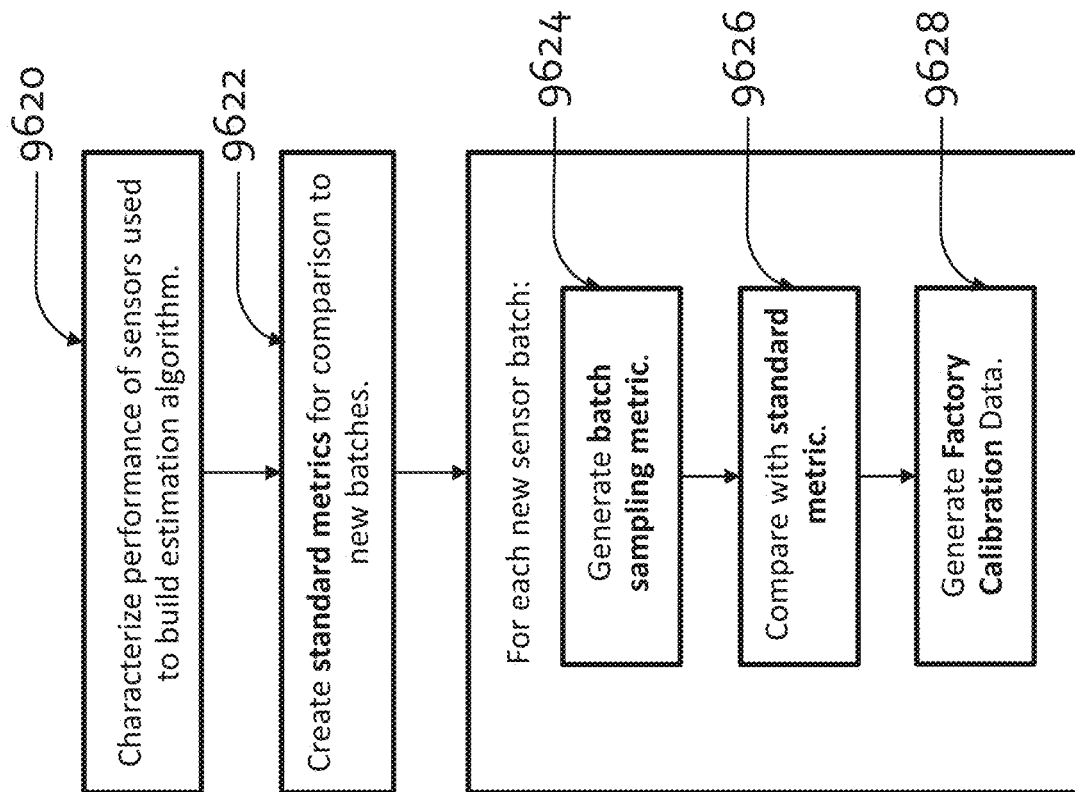 9620
Characterize performance of sensors used
to build estimation algorithm.
9622
Create standard metrics for comparison to
new batches.
For each new sensor batch:
9624
Generate batch
sampling metric.
9626
Compare with standard
metric.
9628
Generate Factory
Calibration Data.